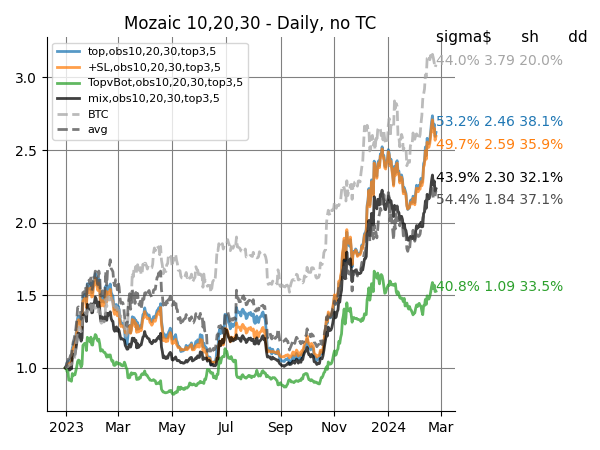 Mozaic 10,20,30 - Daily, no TC
sigma$ sh dd
top,obs10,20,30,top3,5
+SL,obs10,20,30,top3,5
TopvBot,obs10,20,30,top3,5
mix,obs10,20,30,top3,5
BTC
avg
44.0% 3.79 20.0%
53.2% 2.46 38.1%
49.7% 2.59 35.9%
43.9% 2.30 32.1%
54.4% 1.84 37.1%
40.8% 1.09 33.5%
3.0
2.5
2.0
1.5
1.0
2023 Mar May Jul Sep Nov 2024 Mar